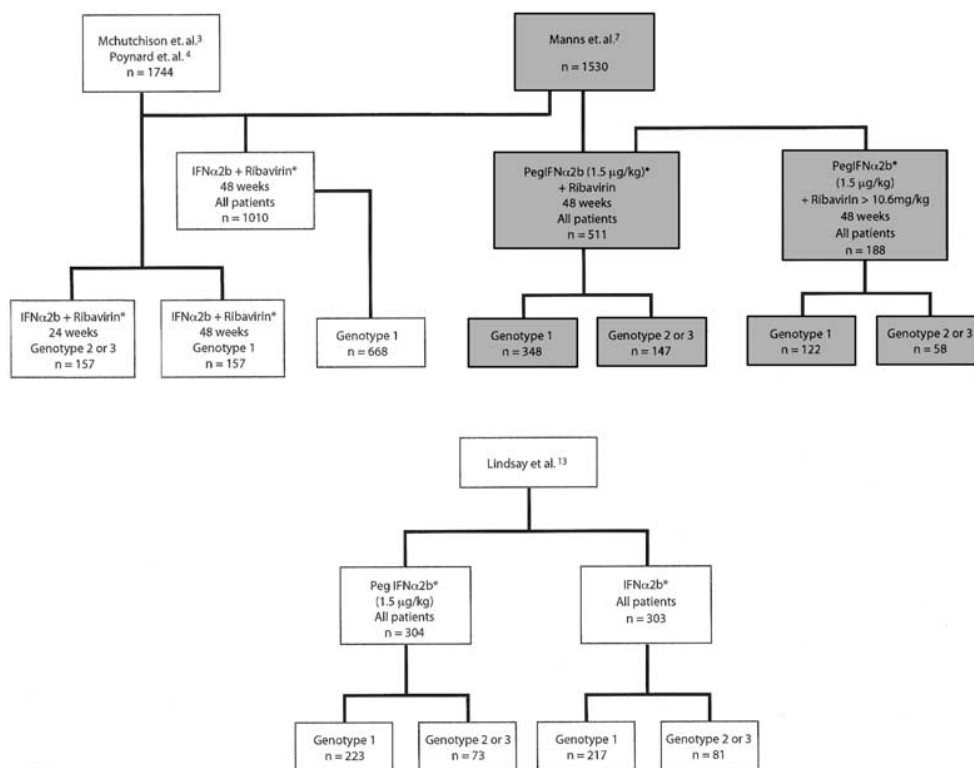 Mchutchison et. al.³
Poynard et. al. ⁴
n = 1744
Manns et. al.⁷
n = 1530
IFNα2b + Ribavirin*
48 weeks
All patients
n = 1010
PegIFNα2b (1.5 μg/kg)*
+ Ribavirin
48 weeks
All patients
n = 511
PegIFNα2b*
(1.5 μg/kg)
+ Ribavirin > 10.6mg/kg
48 weeks
All patients
n = 188
IFNα2b + Ribavirin*
24 weeks
Genotype 2 or 3
n = 157
IFNα2b + Ribavirin*
48 weeks
Genotype 1
n = 157
Genotype 1
n = 668
Genotype 1
n = 348
Genotype 2 or 3
n = 147
Genotype 1
n = 122
Genotype 2 or 3
n = 58
Lindsay et al. ¹³
Peg IFNα2b*
(1.5 μg/kg)
All patients
n = 304
IFNα2b*
All patients
n = 303
Genotype 1
n = 223
Genotype 2 or 3
n = 73
Genotype 1
n = 217
Genotype 2 or 3
n = 81